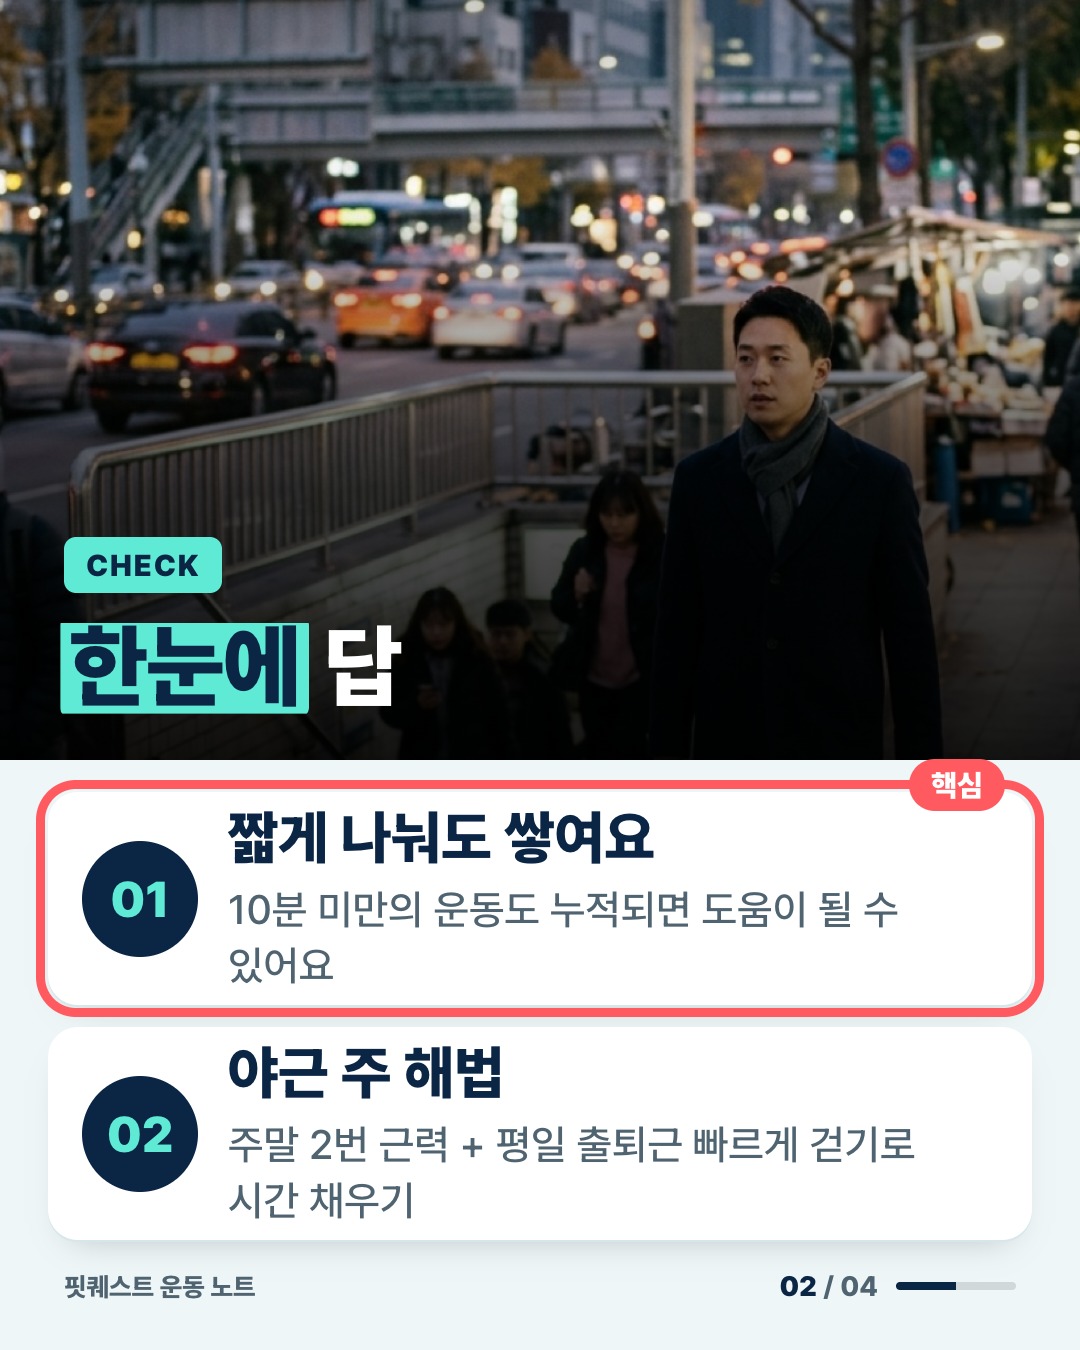 CHECK
한눈에 답
핵심
01
짧게 나눠도 쌓여요
10분 미만의 운동도 누적되면 도움이 될 수
있어요
02
야근 주 해법
주말 2번 근력 + 평일 출퇴근 빠르게 걷기로
시간 채우기
핏퀘스트 운동 노트
02 / 04